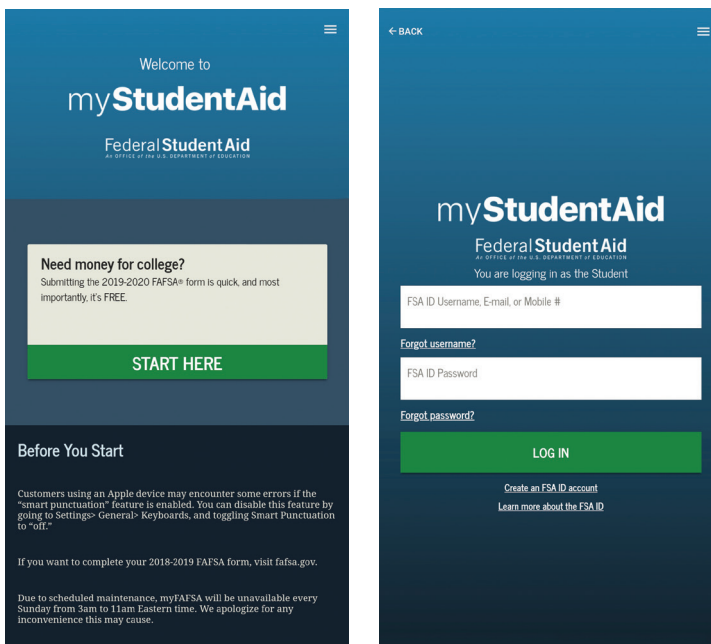 Welcome to
myStudentAid
Federal Student Aid
An OFFICE of the U.S. DEPARTMENT of EDUCATION
Need money for college?
Submitting the 2019-2020 FAFSA® form is quick, and most
importantly, it's FREE.
START HERE
Before You Start
Customers using an Apple device may encounter some errors if the
“smart punctuation” feature is enabled. You can disable this feature by
going to Settings> General> Keyboards, and toggling Smart Punctuation
to “off.”
If you want to complete your 2018-2019 FAFSA form, visit fafsa.gov.
Due to scheduled maintenance, myFAFSA will be unavailable every
Sunday from 3am to 11am Eastern time. We apologize for any
inconvenience this may cause.
BACK
myStudentAid
Federal Student Aid
An OFFICE of the U.S. DEPARTMENT of EDUCATION
You are logging in as the Student
FSA ID Username, E-mail, or Mobile #
Forgot username?
FSA ID Password
Forgot password?
LOG IN
Create an FSA ID account
Learn more about the FSA ID